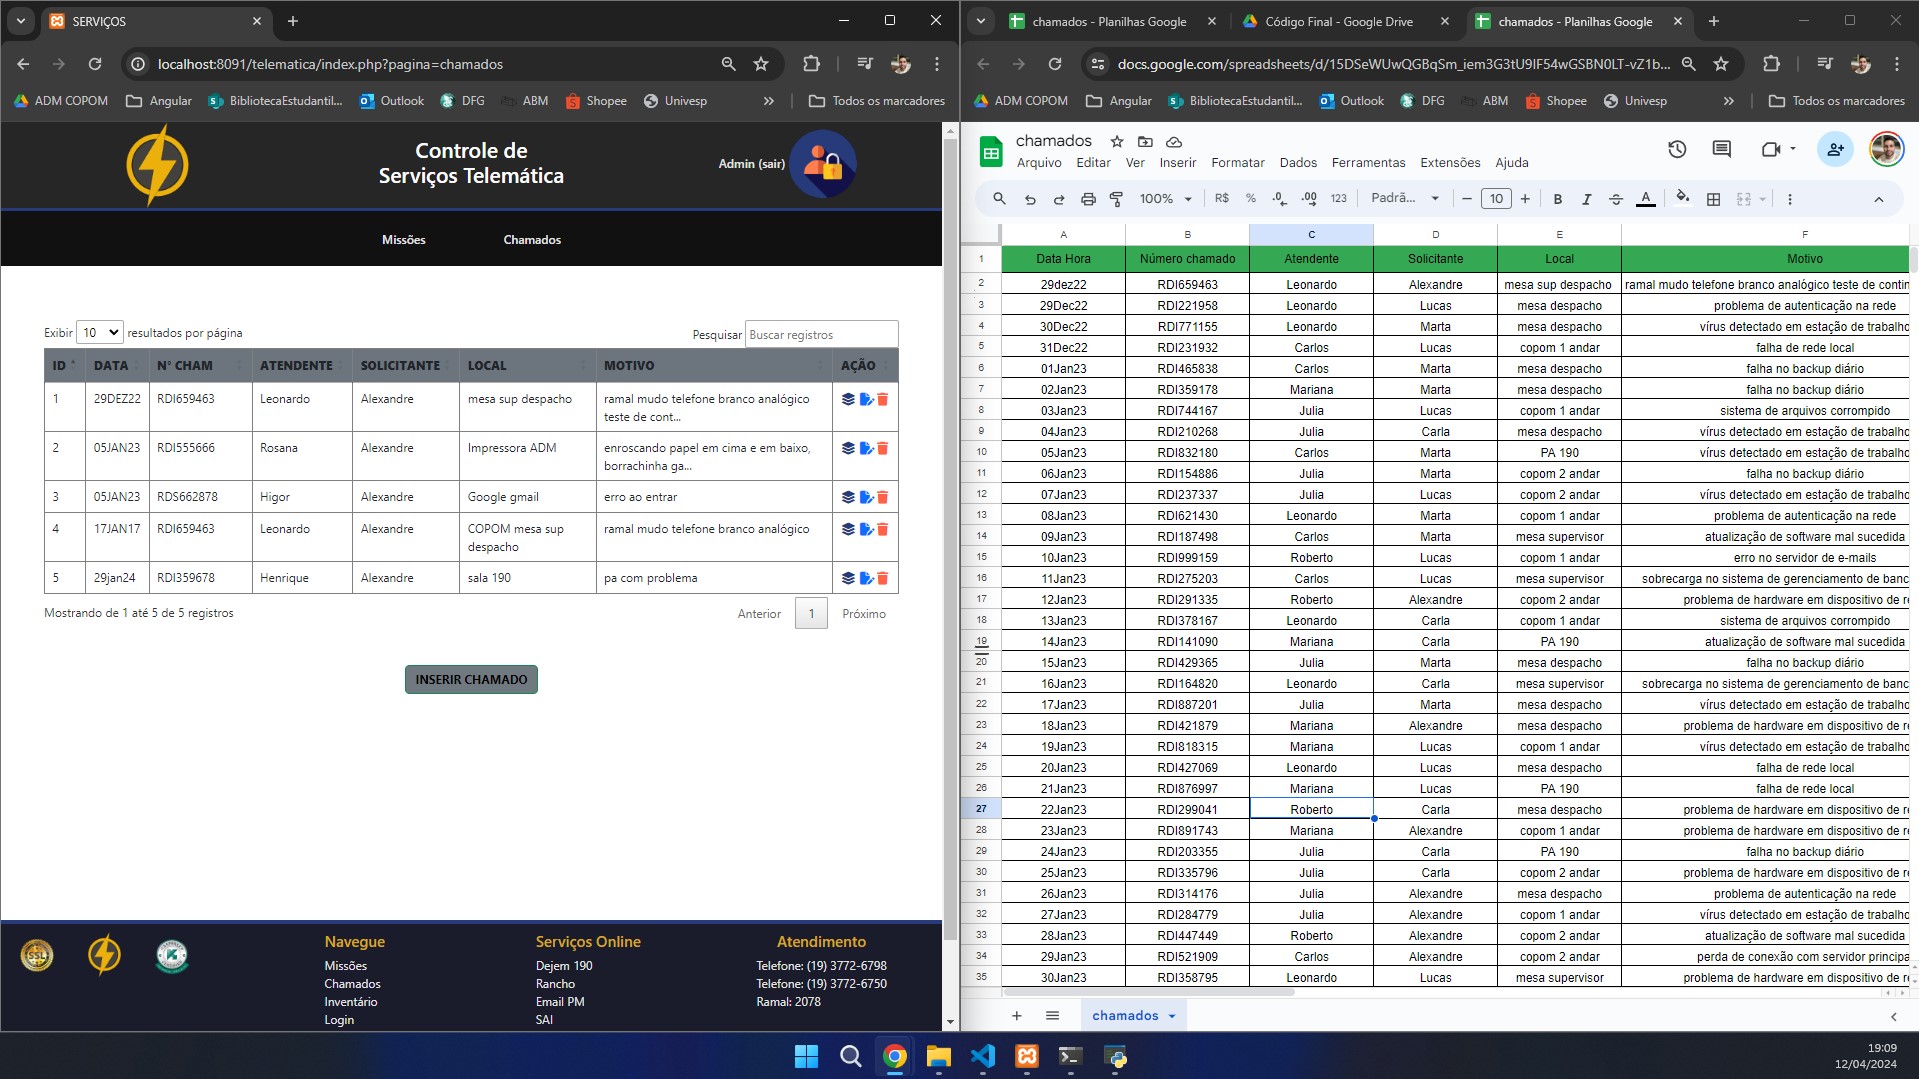 SERVIÇOS
localhost:8091/telematica/index.php?pagina=chamados
ADM COPOM Angular BibliotecaEstudantil... Outlook DFG ABM Shopee Univesp » Todos os marcadores
Controle de
Serviços Telemática
Admin (sair)
Missões Chamados
Exibir 10 resultados por página
Pesquisar Buscar registros
ID DATA Nº CHAM ATENDENTE SOLICITANTE LOCAL MOTIVO AÇÃO
1 29DEZ22 RDI659463 Leonardo Alexandre mesa sup despacho ramal mudo telefone branco analógico
teste de cont...
2 05JAN23 RDI555666 Rosana Alexandre Impressora ADM enroscando papel em cima e em baixo,
borrachinha ga...
3 05JAN23 RDS662878 Higor Alexandre Google gmail erro ao entrar
4 17JAN17 RDI659463 Leonardo Alexandre COPOM mesa sup ramal mudo telefone branco analógico
despacho
5 29jan24 RDI359678 Henrique Alexandre sala 190 pa com problema
Mostrando de 1 até 5 de 5 registros
Anterior 1 Próximo
INSERIR CHAMADO
Navegue
Missões
Chamados
Inventário
Login
Serviços Online
Dejem 190
Rancho
Email PM
SAI
Atendimento
Telefone: (19) 3772-6798
Telefone: (19) 3772-6750
Ramal: 2078
chamados - Planilhas Google
Código Final - Google Drive
chamados - Planilhas Google
docs.google.com/spreadsheets/d/15DSeWUwQGBqSm_iem3G3tU9IF54wGSBN0LT-vZ1b...
ADM COPOM Angular BibliotecaEstudantil... Outlook DFG ABM Shopee Univesp » Todos os marcadores
chamados
Arquivo Editar Ver Inserir Formatar Dados Ferramentas Extensões Ajuda
100% R$ % .0 .00 123 Padrã... − 10 + B I A
A B C D E F
1 Data Hora Número chamado Atendente Solicitante Local Motivo
2 29dez22 RDI659463 Leonardo Alexandre mesa sup despacho ramal mudo telefone branco analógico teste de contin
3 29Dec22 RDI221958 Leonardo Lucas mesa despacho problema de autenticação na rede
4 30Dec22 RDI771155 Leonardo Marta mesa despacho vírus detectado em estação de trabalho
5 31Dec22 RDI231932 Carlos Lucas copom 1 andar falha de rede local
6 01Jan23 RDI465838 Carlos Marta mesa despacho falha no backup diário
7 02Jan23 RDI359178 Mariana Marta mesa despacho falha no backup diário
8 03Jan23 RDI744167 Julia Lucas copom 1 andar sistema de arquivos corrompido
9 04Jan23 RDI210268 Julia Carla mesa despacho vírus detectado em estação de trabalho
10 05Jan23 RDI832180 Carlos Marta PA 190 vírus detectado em estação de trabalho
11 06Jan23 RDI154886 Julia Marta copom 2 andar falha no backup diário
12 07Jan23 RDI237337 Julia Lucas copom 2 andar vírus detectado em estação de trabalho
13 08Jan23 RDI621430 Leonardo Marta copom 1 andar problema de autenticação na rede
14 09Jan23 RDI187498 Carlos Marta mesa supervisor atualização de software mal sucedida
15 10Jan23 RDI999159 Roberto Lucas copom 1 andar erro no servidor de e-mails
16 11Jan23 RDI275203 Carlos Lucas mesa supervisor sobrecarga no sistema de gerenciamento de banc
17 12Jan23 RDI291335 Roberto Alexandre copom 2 andar problema de hardware em dispositivo de re
18 13Jan23 RDI378167 Leonardo Carla copom 1 andar sistema de arquivos corrompido
19 14Jan23 RDI141090 Mariana Carla PA 190 atualização de software mal sucedida
20 15Jan23 RDI429365 Julia Marta mesa despacho falha no backup diário
21 16Jan23 RDI164820 Leonardo Carla mesa supervisor sobrecarga no sistema de gerenciamento de banc
22 17Jan23 RDI887201 Julia Marta mesa despacho vírus detectado em estação de trabalho
23 18Jan23 RDI421879 Mariana Alexandre mesa despacho problema de hardware em dispositivo de re
24 19Jan23 RDI818315 Mariana Lucas copom 1 andar vírus detectado em estação de trabalho
25 20Jan23 RDI427069 Leonardo Lucas mesa despacho falha de rede local
26 21Jan23 RDI876997 Mariana Lucas PA 190 falha de rede local
27 22Jan23 RDI299041 Roberto Carla mesa despacho problema de hardware em dispositivo de re
28 23Jan23 RDI891743 Mariana Alexandre copom 1 andar problema de hardware em dispositivo de re
29 24Jan23 RDI203355 Julia Carla PA 190 falha no backup diário
30 25Jan23 RDI335796 Julia Carla copom 2 andar problema de hardware em dispositivo de re
31 26Jan23 RDI314176 Julia Alexandre mesa despacho problema de autenticação na rede
32 27Jan23 RDI284779 Julia Alexandre copom 1 andar vírus detectado em estação de trabalho
33 28Jan23 RDI447449 Roberto Alexandre copom 2 andar atualização de software mal sucedida
34 29Jan23 RDI521909 Carlos Alexandre copom 2 andar perda de conexão com servidor principa
35 30Jan23 RDI358795 Leonardo Lucas mesa supervisor problema de hardware em dispositivo de re
chamados
19:09
12/04/2024